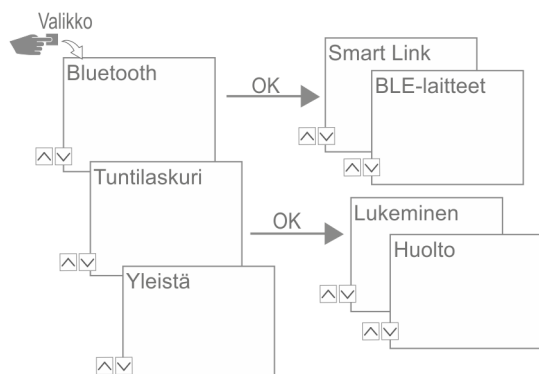 Valikko
Bluetooth
OK
Smart Link
BLE-laitteet
Tuntilaskuri
OK
Lukeminen
Huolto
Yleistä